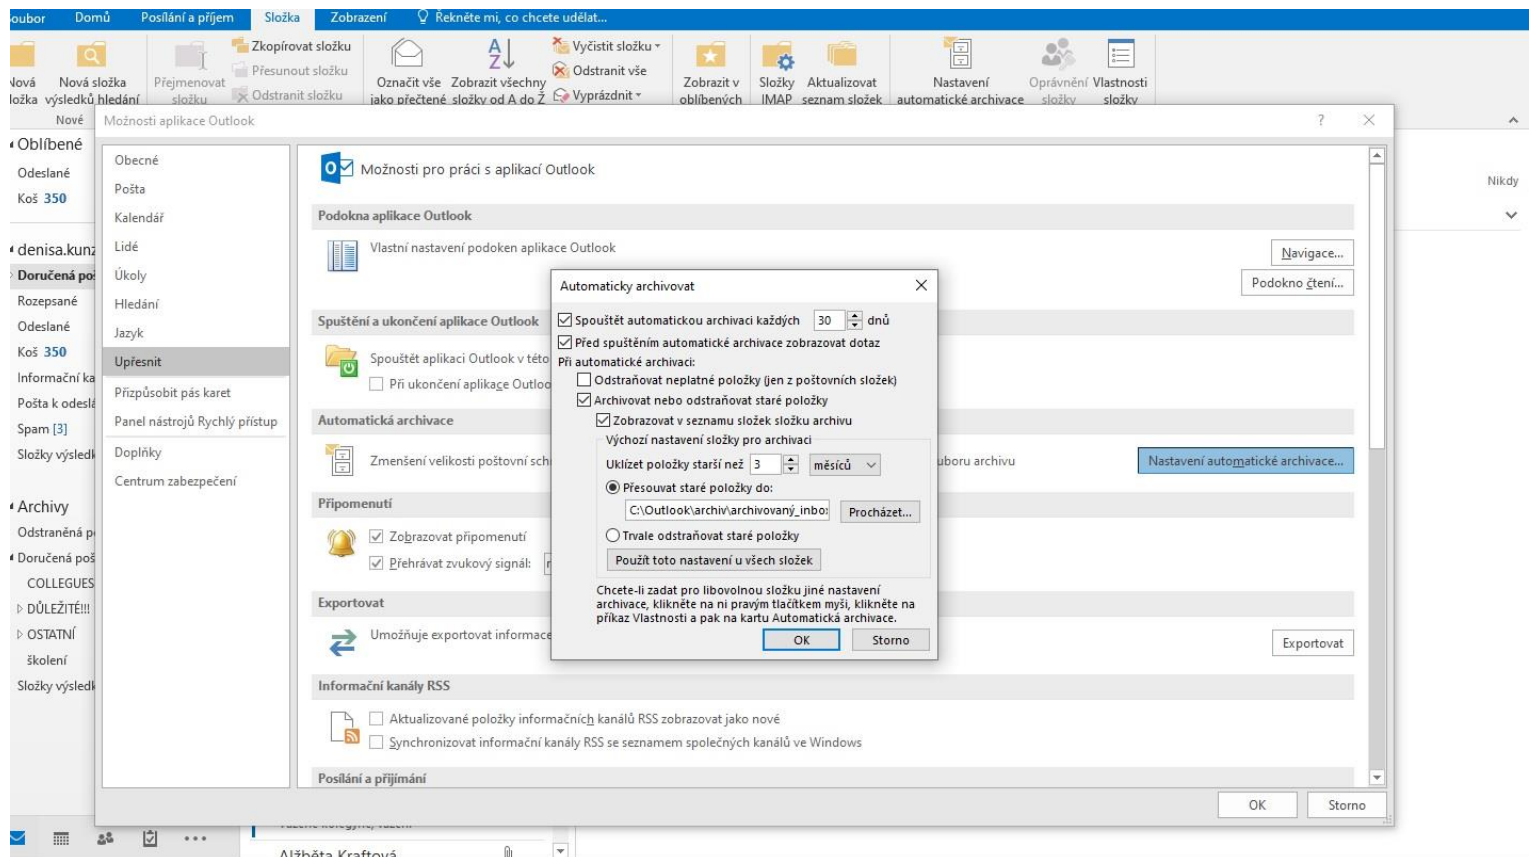 Soubor Domů Posílání a příjem Složka Zobrazení Řekněte mi, co chcete udělat...
Nová složka
Nová složka výsledků hledání
Přejmenovat složku
Zkopírovat složku
Přesunout složku
Odstranit složku
Označit vše jako přečtené
Zobrazit všechny složky od A do Z
Vyčistit složku
Odstranit vše
Vyprázdnit
Zobrazit v oblíbených
Složky IMAP
Aktualizovat seznam složek
Nastavení automatické archivace
Oprávnění složky
Vlastnosti složky
Nové
Možnosti aplikace Outlook ?
Oblíbené
Odeslané
Koš 350
denisa.kunz
Doručená poš
Rozepsané
Odeslané
Koš 350
Informační ka
Pošta k odeslá
Spam [3]
Složky výsledk
Archivy
Odstraněná p
Doručená poš
COLLEGUES
DŮLEŽITÉ!!!
OSTATNÍ
školení
Složky výsledk
Obecné
Pošta
Kalendář
Lidé
Úkoly
Hledání
Jazyk
Upřesnit
Přizpůsobit pás karet
Panel nástrojů Rychlý přístup
Doplňky
Centrum zabezpečení
Možnosti pro práci s aplikací Outlook
Podokna aplikace Outlook
Vlastní nastavení podoken aplikace Outlook
Navigace...
Podokno čtení...
Spuštění a ukončení aplikace Outlook
Spouštět aplikaci Outlook v této
Při ukončení aplikace Outloo
Automatická archivace
Zmenšení velikosti poštovní sch
uboru archivu
Nastavení automatické archivace...
Připomenutí
Zobrazovat připomenutí
Přehrávat zvukový signál: r
Exportovat
Umožňuje exportovat informace
Exportovat
Informační kanály RSS
Aktualizované položky informačních kanálů RSS zobrazovat jako nové
Synchronizovat informační kanály RSS se seznamem společných kanálů ve Windows
Posílání a přijímání
OK Storno
Automaticky archivovat
Spouštět automatickou archivaci každých 30 dnů
Před spuštěním automatické archivace zobrazovat dotaz
Při automatické archivaci:
Odstraňovat neplatné položky (jen z poštovních složek)
Archivovat nebo odstraňovat staré položky
Zobrazovat v seznamu složek složku archivu
Výchozí nastavení složky pro archivaci
Uklízet položky starší než 3 měsíců
Přesouvat staré položky do:
C:\Outlook\archiv\archivovaný_inbo: Procházet...
Trvale odstraňovat staré položky
Použít toto nastavení u všech složek
Chcete-li zadat pro libovolnou složku jiné nastavení
archivace, klikněte na ni pravým tlačítkem myši, klikněte na
příkaz Vlastnosti a pak na kartu Automatická archivace.
OK Storno
Nikdy
Alžběta Kraftová